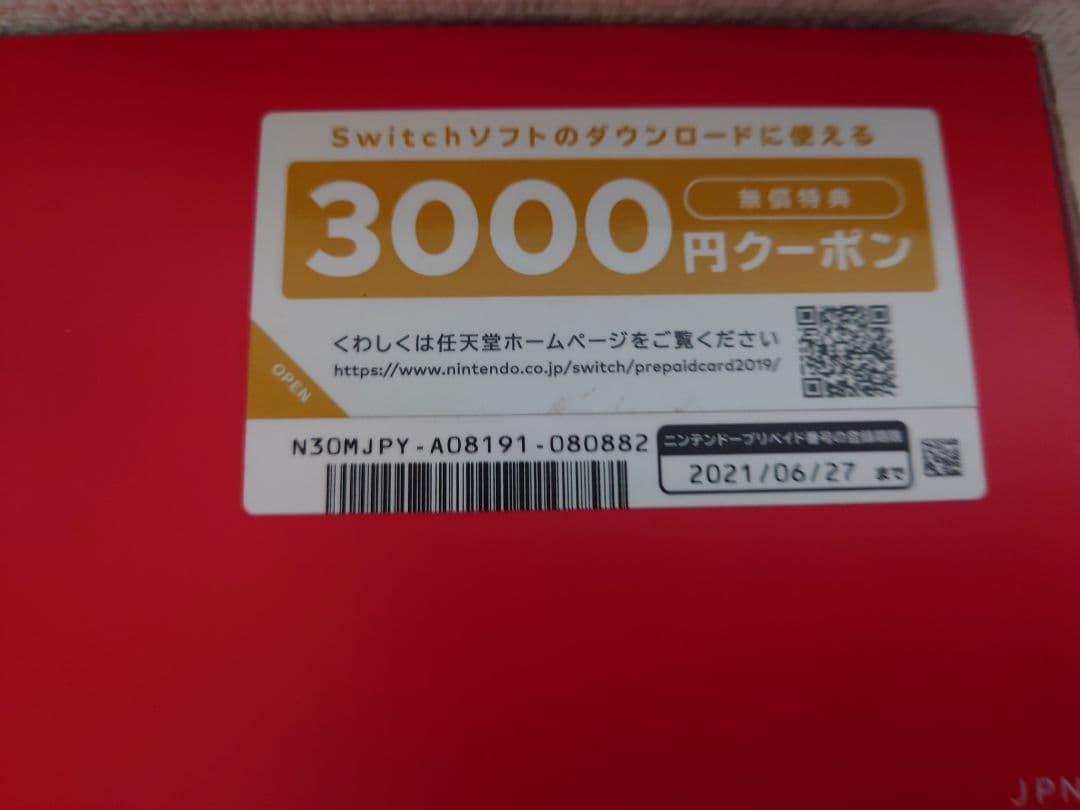 Switchソフトのダウンロードに使える
3000
無償特典
円クーポン
くわしくは任天堂ホームページをご覧ください
https://www.nintendo.co.jp/switch/prepaidcard2019/
OPEN
N30MJPY-A08191-080882
ニンテンドープリペイド番号の登録期限
2021/06/27 まで
JPN